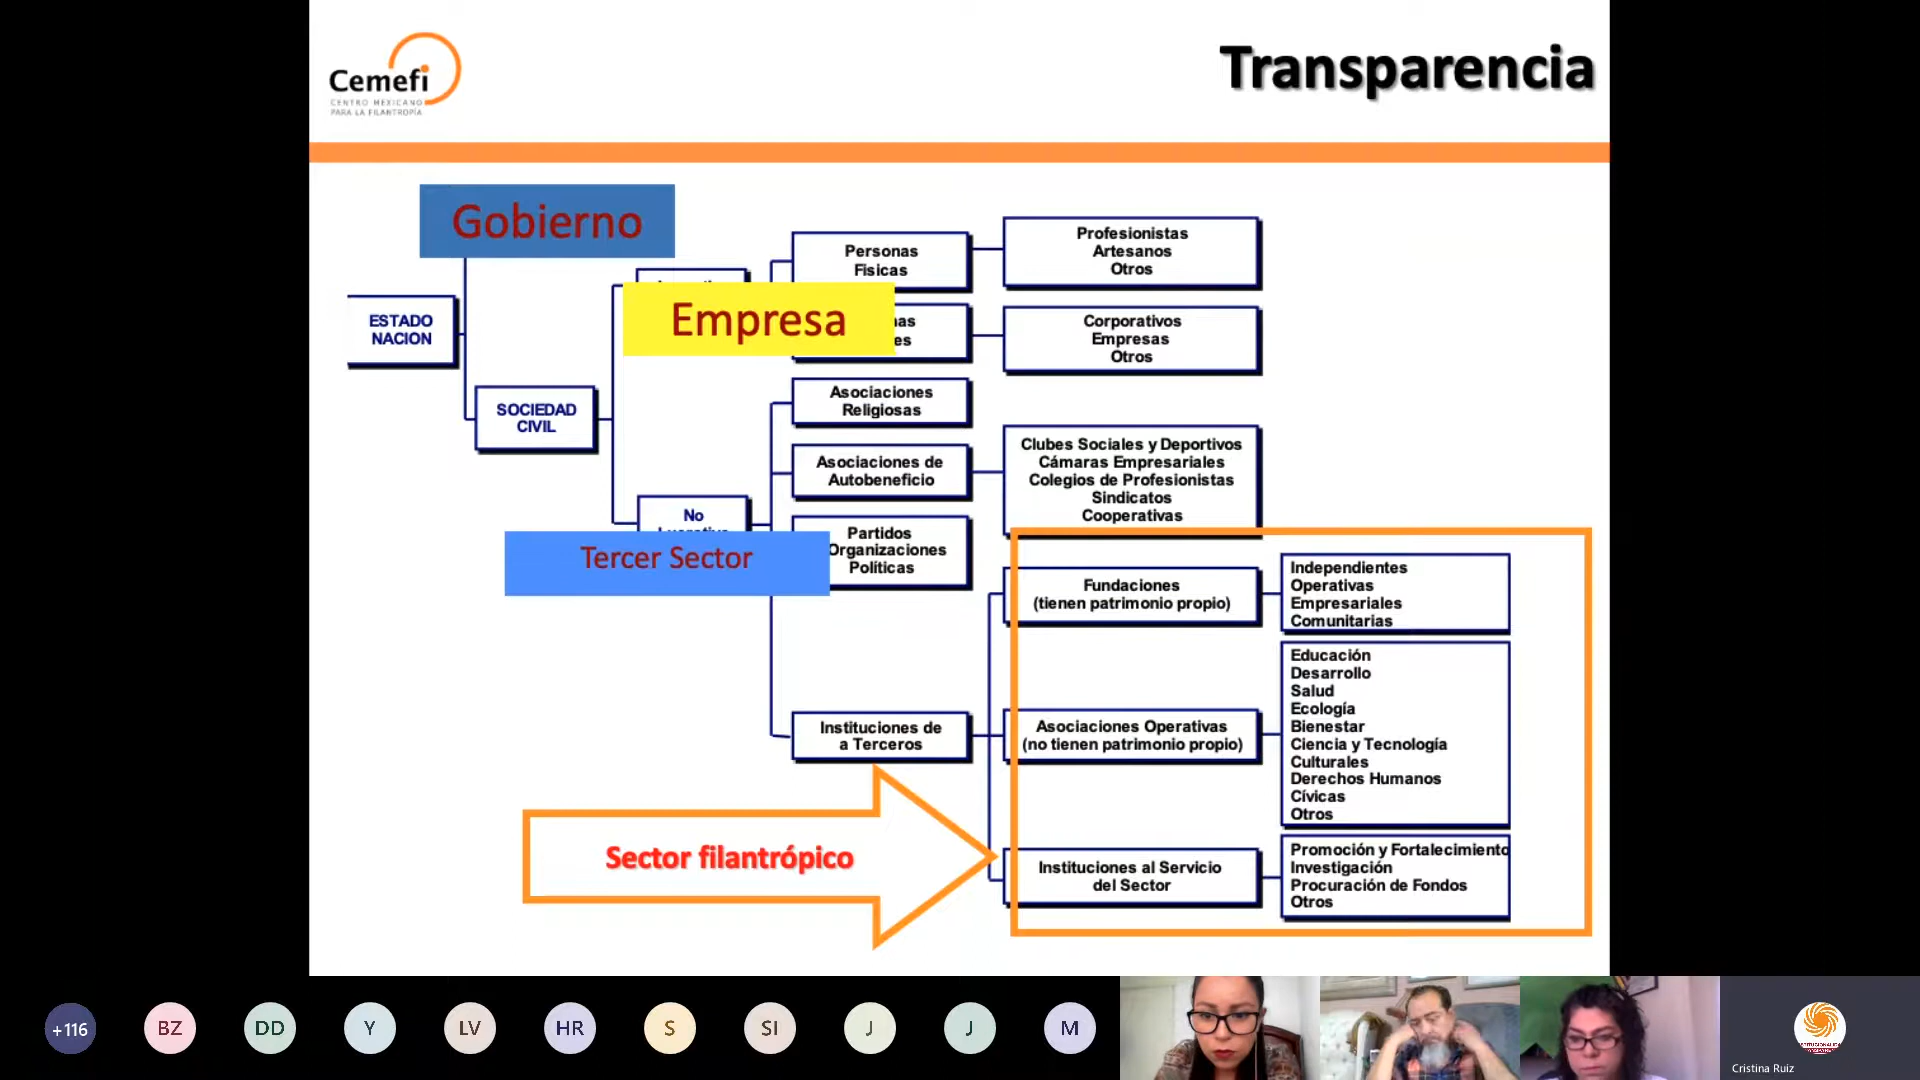 Cemefi
CENTRO MEXICANO
PARA LA FILANTROPÍA
Transparencia
Gobierno
ESTADO
NACION
SOCIEDAD
CIVIL
Empresa
No
Tercer Sector
Personas
Fisicas
Profesionistas
Artesanos
Otros
Corporativos
Empresas
Otros
Asociaciones
Religiosas
Asociaciones de
Autobeneficio
Clubes Sociales y Deportivos
Cámaras Empresariales
Colegios de Profesionistas
Sindicatos
Cooperativas
Partidos
Organizaciones
Políticas
Instituciones de
a Terceros
Fundaciones
(tienen patrimonio propio)
Independientes
Operativas
Empresariales
Comunitarias
Asociaciones Operativas
(no tienen patrimonio propio)
Educación
Desarrollo
Salud
Ecología
Bienestar
Ciencia y Tecnología
Culturales
Derechos Humanos
Cívicas
Otros
Sector filantrópico
Instituciones al Servicio
del Sector
Promoción y Fortalecimiento
Investigación
Procuración de Fondos
Otros
+116
BZ
DD
Y
LV
HR
S
SI
J
J
M
Cristina Ruiz